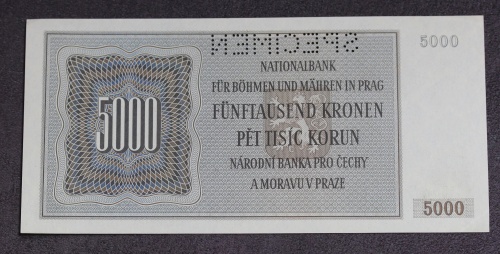 SPECIMEN
5000
NATIONALBANK
FÜR BÖHMEN UND MÄHREN IN PRAG
FÜNFTAUSEND KRONEN
PĚT TISÍC KORUN
NÁRODNÍ BANKA PRO ČECHY
A MORAVU V PRAZE
5000
5000